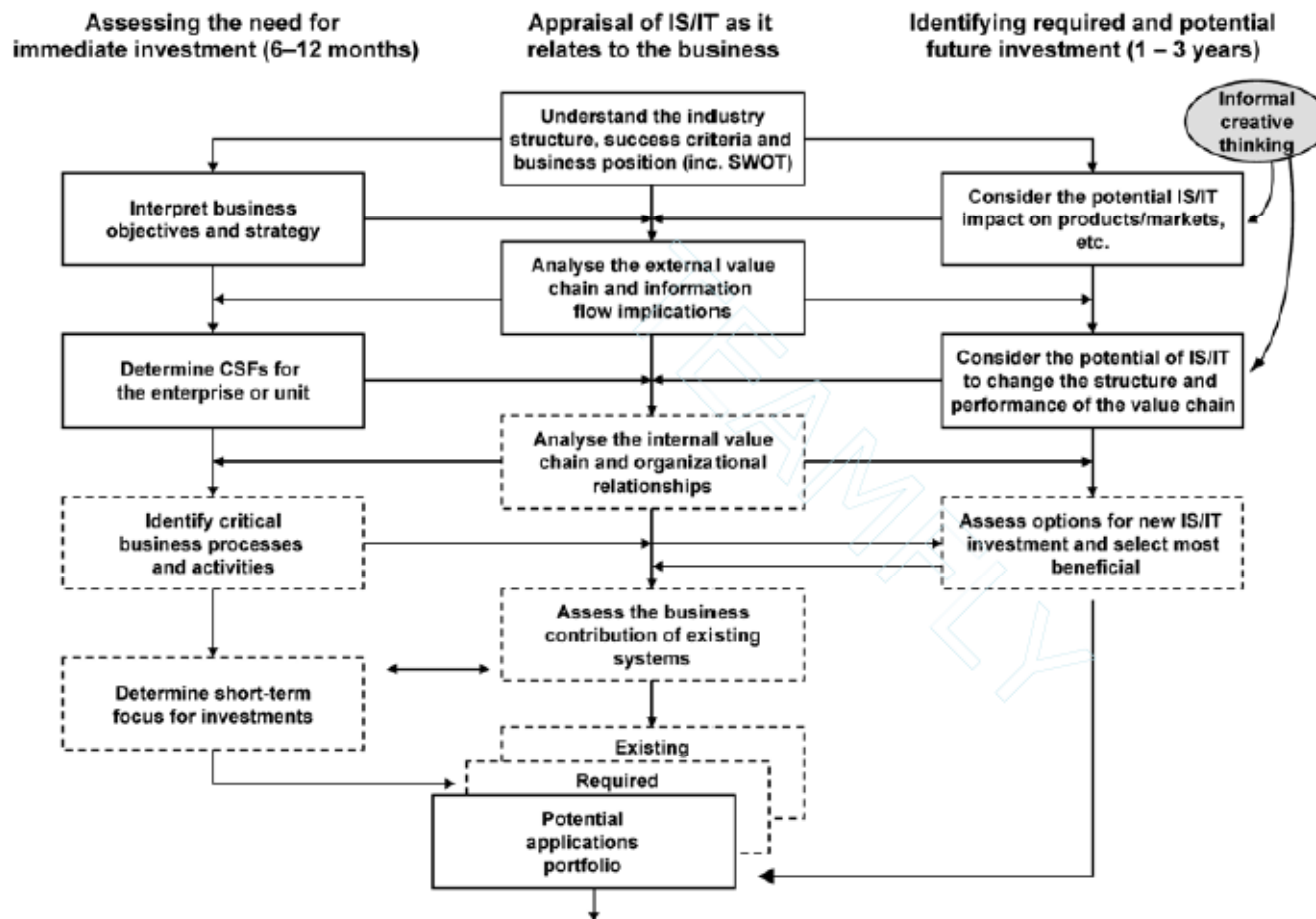 Assessing the need for
immediate investment (6–12 months)
Appraisal of IS/IT as it
relates to the business
Identifying required and potential
future investment (1 – 3 years)
Informal
creative
thinking
Understand the industry
structure, success criteria and
business position (inc. SWOT)
Interpret business
objectives and strategy
Consider the potential IS/IT
impact on products/markets,
etc.
Analyse the external value
chain and information
flow implications
Determine CSFs for
the enterprise or unit
Consider the potential of IS/IT
to change the structure and
performance of the value chain
Analyse the internal value
chain and organizational
relationships
Identify critical
business processes
and activities
Assess options for new IS/IT
investment and select most
beneficial
Assess the business
contribution of existing
systems
Determine short-term
focus for investments
Existing
Required
Potential
applications
portfolio
TEAMFLY